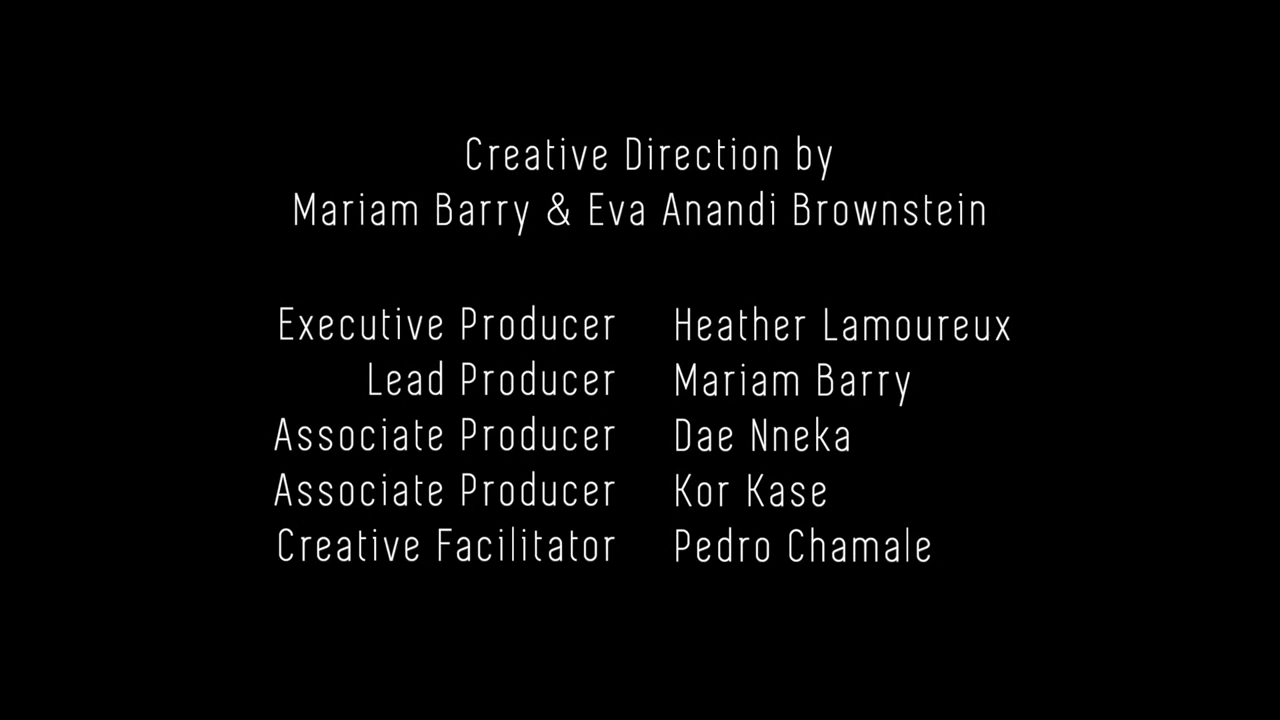 Creative Direction by
Mariam Barry & Eva Anandi Brownstein
Executive Producer Heather Lamoureux
Lead Producer Mariam Barry
Associate Producer Dae Nneka
Associate Producer Kor Kase
Creative Facilitator Pedro Chamale